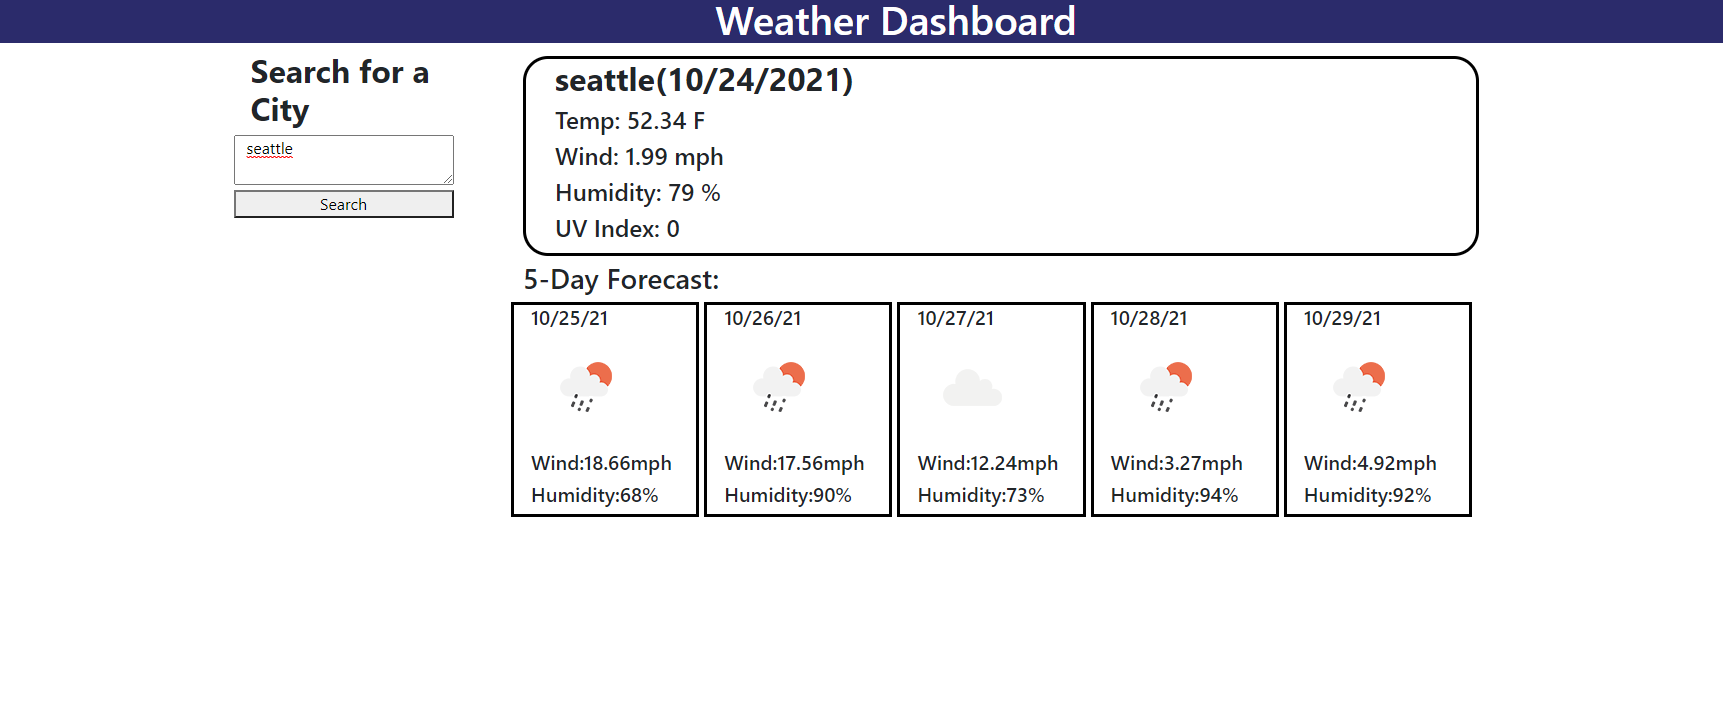 Weather Dashboard
Search for a
City
seattle
Search
seattle(10/24/2021)
Temp: 52.34 F
Wind: 1.99 mph
Humidity: 79 %
UV Index: 0
5-Day Forecast:
10/25/21
Wind:18.66mph
Humidity:68%
10/26/21
Wind:17.56mph
Humidity:90%
10/27/21
Wind:12.24mph
Humidity:73%
10/28/21
Wind:3.27mph
Humidity:94%
10/29/21
Wind:4.92mph
Humidity:92%